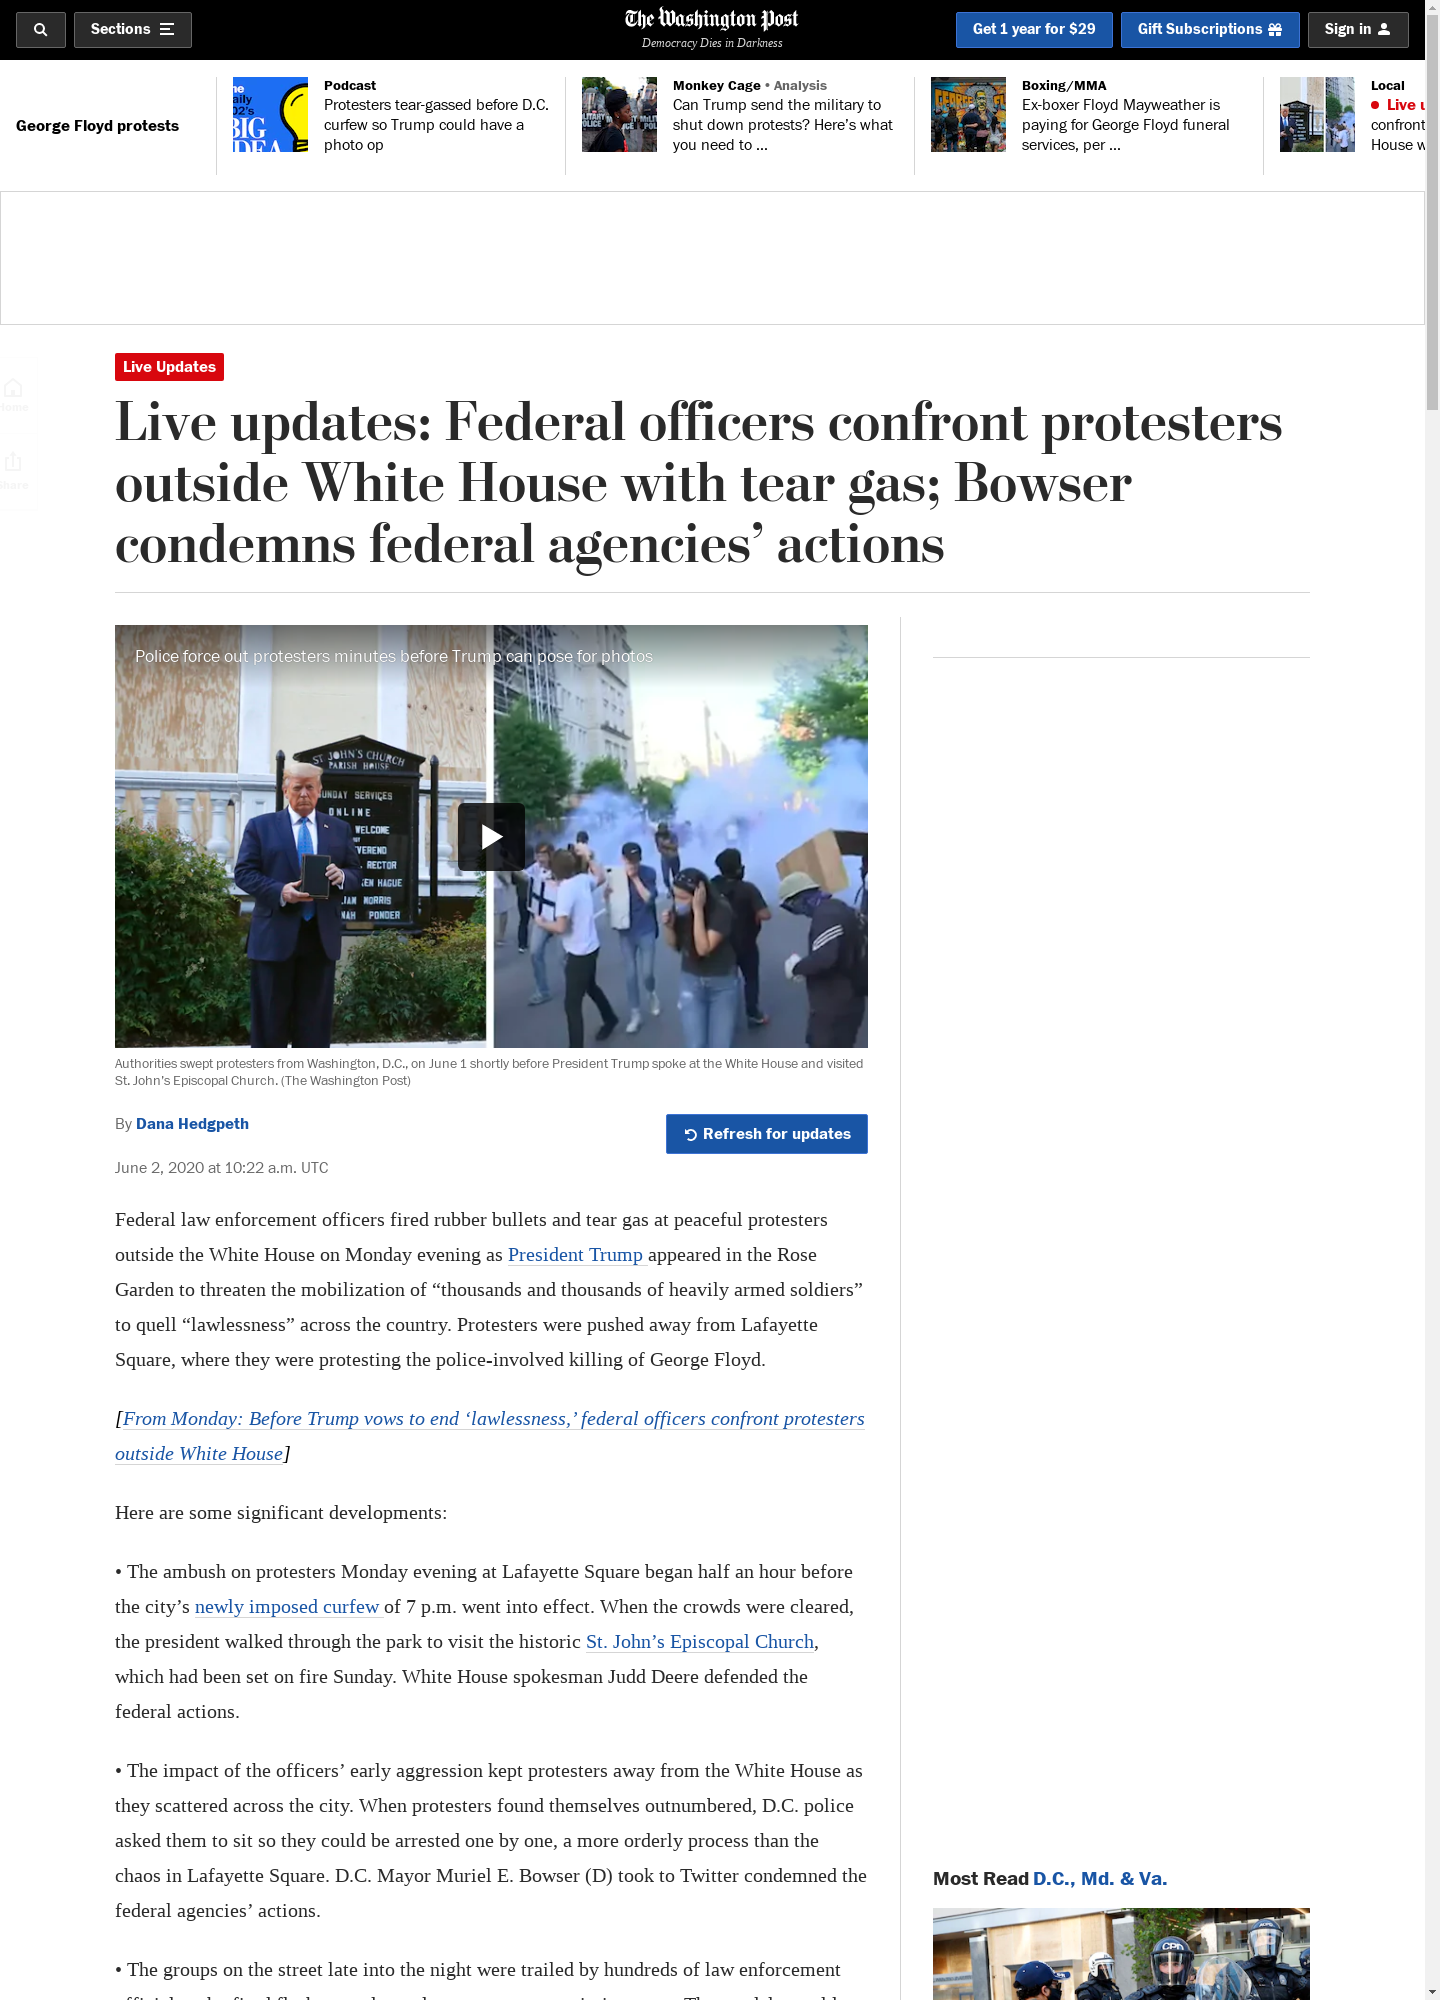 Sections
The Washington Post
Democracy Dies in Darkness
Get 1 year for $29
Gift Subscriptions
Sign in
George Floyd protests
Podcast
Protesters tear-gassed before D.C.
curfew so Trump could have a
photo op
Monkey Cage • Analysis
Can Trump send the military to
shut down protests? Here’s what
you need to ...
Boxing/MMA
Ex-boxer Floyd Mayweather is
paying for George Floyd funeral
services, per ...
Local
Live u
confront
House w
Home
Share
Live Updates
Live updates: Federal officers confront protesters
outside White House with tear gas; Bowser
condemns federal agencies’ actions
Police force out protesters minutes before Trump can pose for photos
ST. JOHN'S CHURCH
PARISH HOUSE
SUNDAY SERVICES
ONLINE
WELCOME
RECTOR
Authorities swept protesters from Washington, D.C., on June 1 shortly before President Trump spoke at the White House and visited
St. John's Episcopal Church. (The Washington Post)
By Dana Hedgpeth
Refresh for updates
June 2, 2020 at 10:22 a.m. UTC
Federal law enforcement officers fired rubber bullets and tear gas at peaceful protesters
outside the White House on Monday evening as President Trump appeared in the Rose
Garden to threaten the mobilization of “thousands and thousands of heavily armed soldiers”
to quell “lawlessness” across the country. Protesters were pushed away from Lafayette
Square, where they were protesting the police-involved killing of George Floyd.
[From Monday: Before Trump vows to end ‘lawlessness,’ federal officers confront protesters
outside White House]
Here are some significant developments:
• The ambush on protesters Monday evening at Lafayette Square began half an hour before
the city’s newly imposed curfew of 7 p.m. went into effect. When the crowds were cleared,
the president walked through the park to visit the historic St. John’s Episcopal Church,
which had been set on fire Sunday. White House spokesman Judd Deere defended the
federal actions.
• The impact of the officers’ early aggression kept protesters away from the White House as
they scattered across the city. When protesters found themselves outnumbered, D.C. police
asked them to sit so they could be arrested one by one, a more orderly process than the
chaos in Lafayette Square. D.C. Mayor Muriel E. Bowser (D) took to Twitter condemned the
federal agencies’ actions.
Most Read D.C., Md. & Va.
CPD
• The groups on the street late into the night were trailed by hundreds of law enforcement